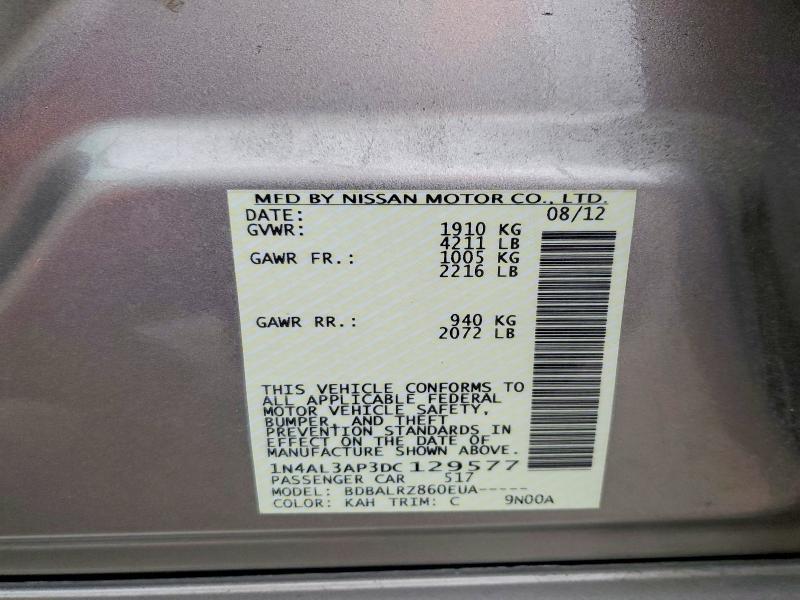 MFD BY NISSAN MOTOR CO., LTD.
DATE: 08/12
GVWR: 1910 KG
4211 LB
GAWR FR.: 1005 KG
2216 LB
GAWR RR.: 940 KG
2072 LB
THIS VEHICLE CONFORMS TO
ALL APPLICABLE FEDERAL
MOTOR VEHICLE SAFETY,
BUMPER, AND THEFT
PREVENTION STANDARDS IN
EFFECT ON THE DATE OF
MANUFACTURE SHOWN ABOVE.
1N4AL3AP3DC129577
PASSENGER CAR 517
MODEL: BDBALRZ860EUA-----
COLOR: KAH TRIM: C 9N00A